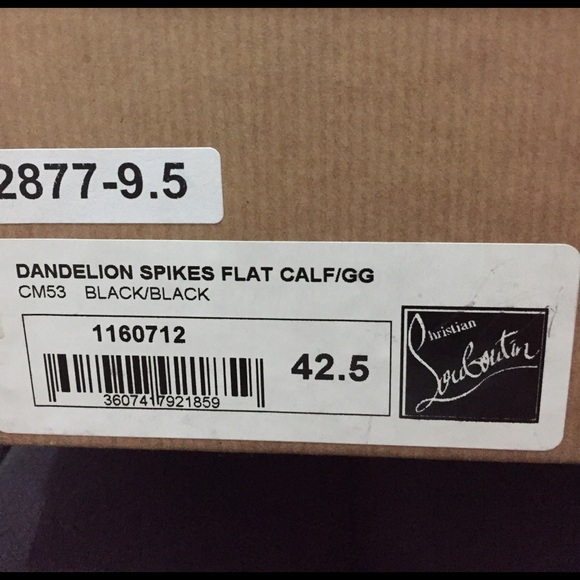 2877-9.5
DANDELION SPIKES FLAT CALF/GG
CM53 BLACK/BLACK
1160712
3607417921859
42.5
Christian
Louboutin